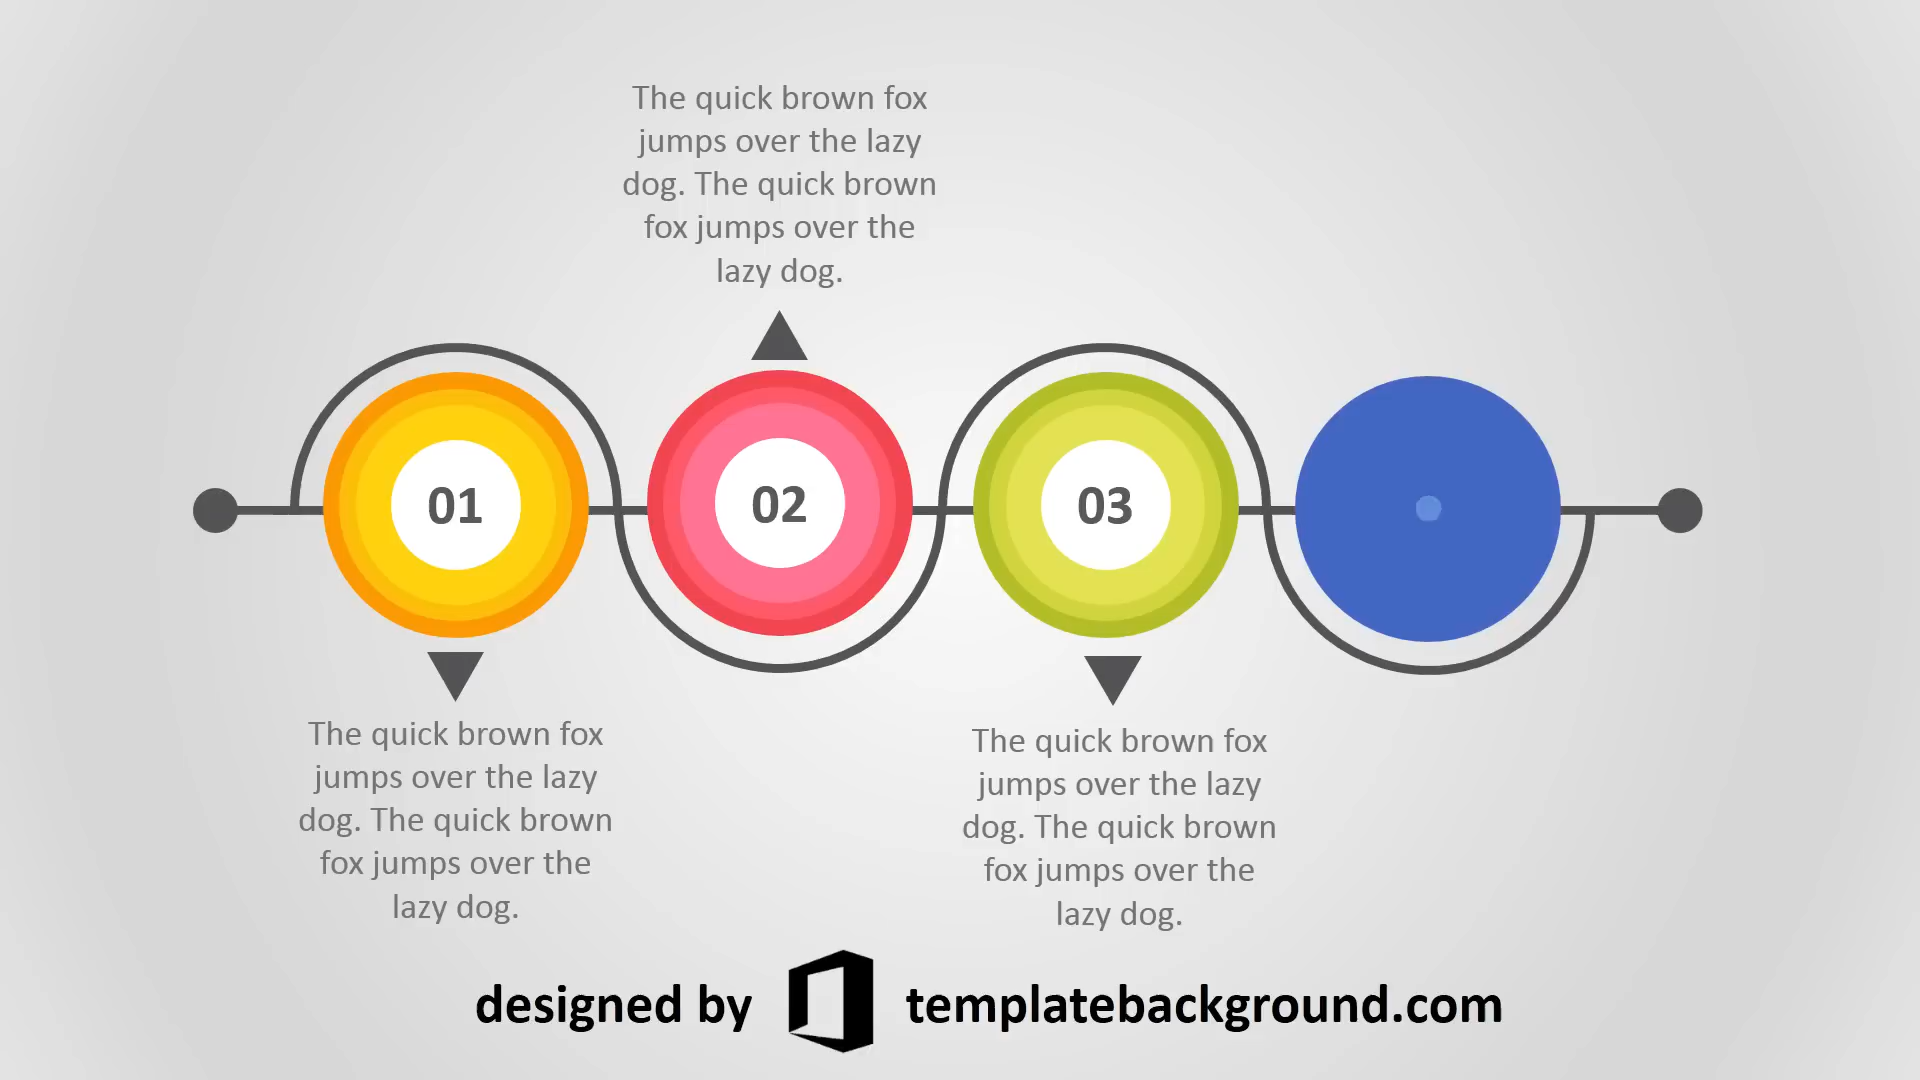 The quick brown fox
jumps over the lazy
dog. The quick brown
fox jumps over the
lazy dog.
01
02
03
The quick brown fox
jumps over the lazy
dog. The quick brown
fox jumps over the
lazy dog.
The quick brown fox
jumps over the lazy
dog. The quick brown
fox jumps over the
lazy dog.
designed by templatebackground.com